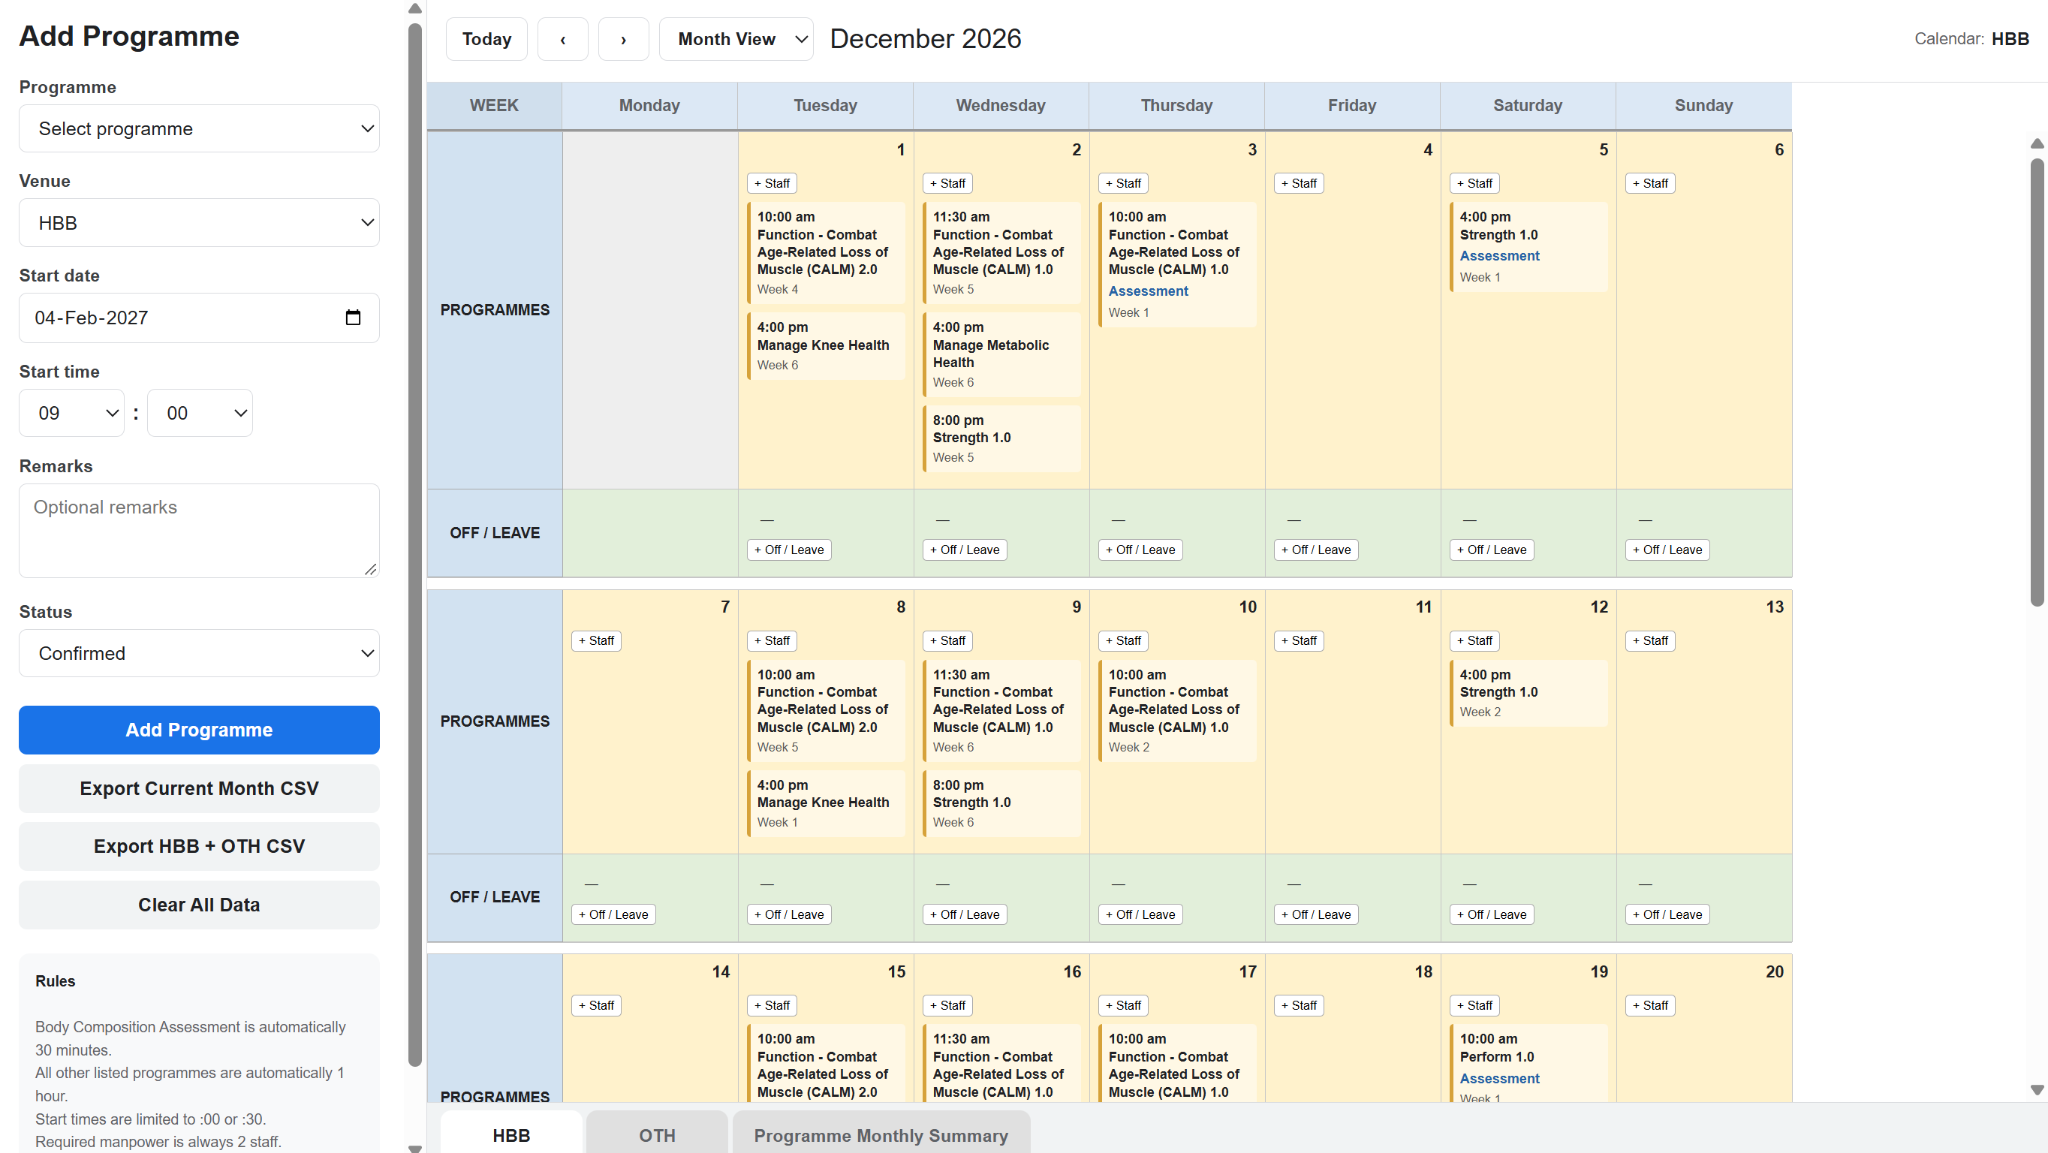 Add Programme
Programme
Select programme
Venue
HBB
Start date
04-Feb-2027
Start time
09 : 00
Remarks
Optional remarks
Status
Confirmed
Add Programme
Export Current Month CSV
Export HBB + OTH CSV
Clear All Data
Rules
Body Composition Assessment is automatically
30 minutes.
All other listed programmes are automatically 1
hour.
Start times are limited to :00 or :30.
Required manpower is always 2 staff.
Today ‹ › Month View December 2026
Calendar: HBB
WEEK Monday Tuesday Wednesday Thursday Friday Saturday Sunday
PROGRAMMES
1
+ Staff
10:00 am
Function - Combat
Age-Related Loss of
Muscle (CALM) 2.0
Week 4
4:00 pm
Manage Knee Health
Week 6
2
+ Staff
11:30 am
Function - Combat
Age-Related Loss of
Muscle (CALM) 1.0
Week 5
4:00 pm
Manage Metabolic
Health
Week 6
8:00 pm
Strength 1.0
Week 5
3
+ Staff
10:00 am
Function - Combat
Age-Related Loss of
Muscle (CALM) 1.0
Assessment
Week 1
4
+ Staff
5
+ Staff
4:00 pm
Strength 1.0
Assessment
Week 1
6
+ Staff
OFF / LEAVE
— — — — — —
+ Off / Leave + Off / Leave + Off / Leave + Off / Leave + Off / Leave + Off / Leave
PROGRAMMES
7
+ Staff
8
+ Staff
10:00 am
Function - Combat
Age-Related Loss of
Muscle (CALM) 2.0
Week 5
4:00 pm
Manage Knee Health
Week 1
9
+ Staff
11:30 am
Function - Combat
Age-Related Loss of
Muscle (CALM) 1.0
Week 6
8:00 pm
Strength 1.0
Week 6
10
+ Staff
10:00 am
Function - Combat
Age-Related Loss of
Muscle (CALM) 1.0
Week 2
11
+ Staff
12
+ Staff
4:00 pm
Strength 1.0
Week 2
13
+ Staff
OFF / LEAVE
— — — — — — —
+ Off / Leave + Off / Leave + Off / Leave + Off / Leave + Off / Leave + Off / Leave + Off / Leave
PROGRAMMES
14
+ Staff
15
+ Staff
10:00 am
Function - Combat
Age-Related Loss of
Muscle (CALM) 2.0
16
+ Staff
11:30 am
Function - Combat
Age-Related Loss of
Muscle (CALM) 1.0
17
+ Staff
10:00 am
Function - Combat
Age-Related Loss of
Muscle (CALM) 1.0
18
+ Staff
19
+ Staff
10:00 am
Perform 1.0
Assessment
Week 1
20
+ Staff
HBB OTH Programme Monthly Summary